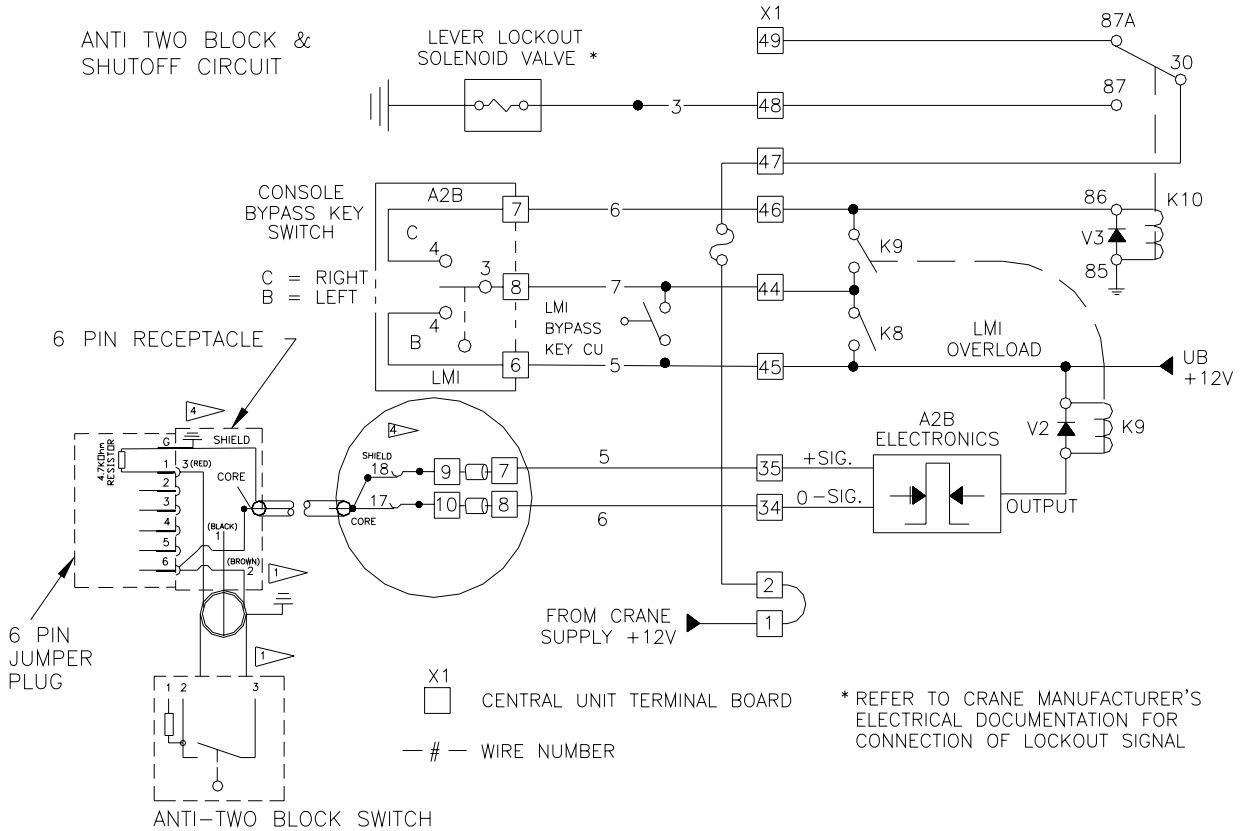 ANTI TWO BLOCK &
SHUTOFF CIRCUIT
LEVER LOCKOUT
SOLENOID VALVE *
X1
49
87A
30
3
48
87
47
CONSOLE
BYPASS KEY
SWITCH
C = RIGHT
B = LEFT
A2B
7
6
46
86
K10
C
4
V3
K9
85
3
8
7
44
4
B
LMI
BYPASS
KEY CU
K8
LMI
OVERLOAD
LMI
6
5
45
UB
+12V
6 PIN RECEPTACLE
4
4
G
SHIELD
4.7KOhm
RESISTOR
1
3 (RED)
CORE
2
3
4
5
6
(BLACK)
1
(BROWN)
2
1
SHIELD
18
9
7
17
10
8
CORE
5
35
+SIG.
6
34
0 -SIG.
A2B
ELECTRONICS
V2
K9
OUTPUT
2
1
FROM CRANE
SUPPLY +12V
6 PIN
JUMPER
PLUG
1
1 2 3
ANTI-TWO BLOCK SWITCH
X1
CENTRAL UNIT TERMINAL BOARD
— # — WIRE NUMBER
* REFER TO CRANE MANUFACTURER'S
ELECTRICAL DOCUMENTATION FOR
CONNECTION OF LOCKOUT SIGNAL